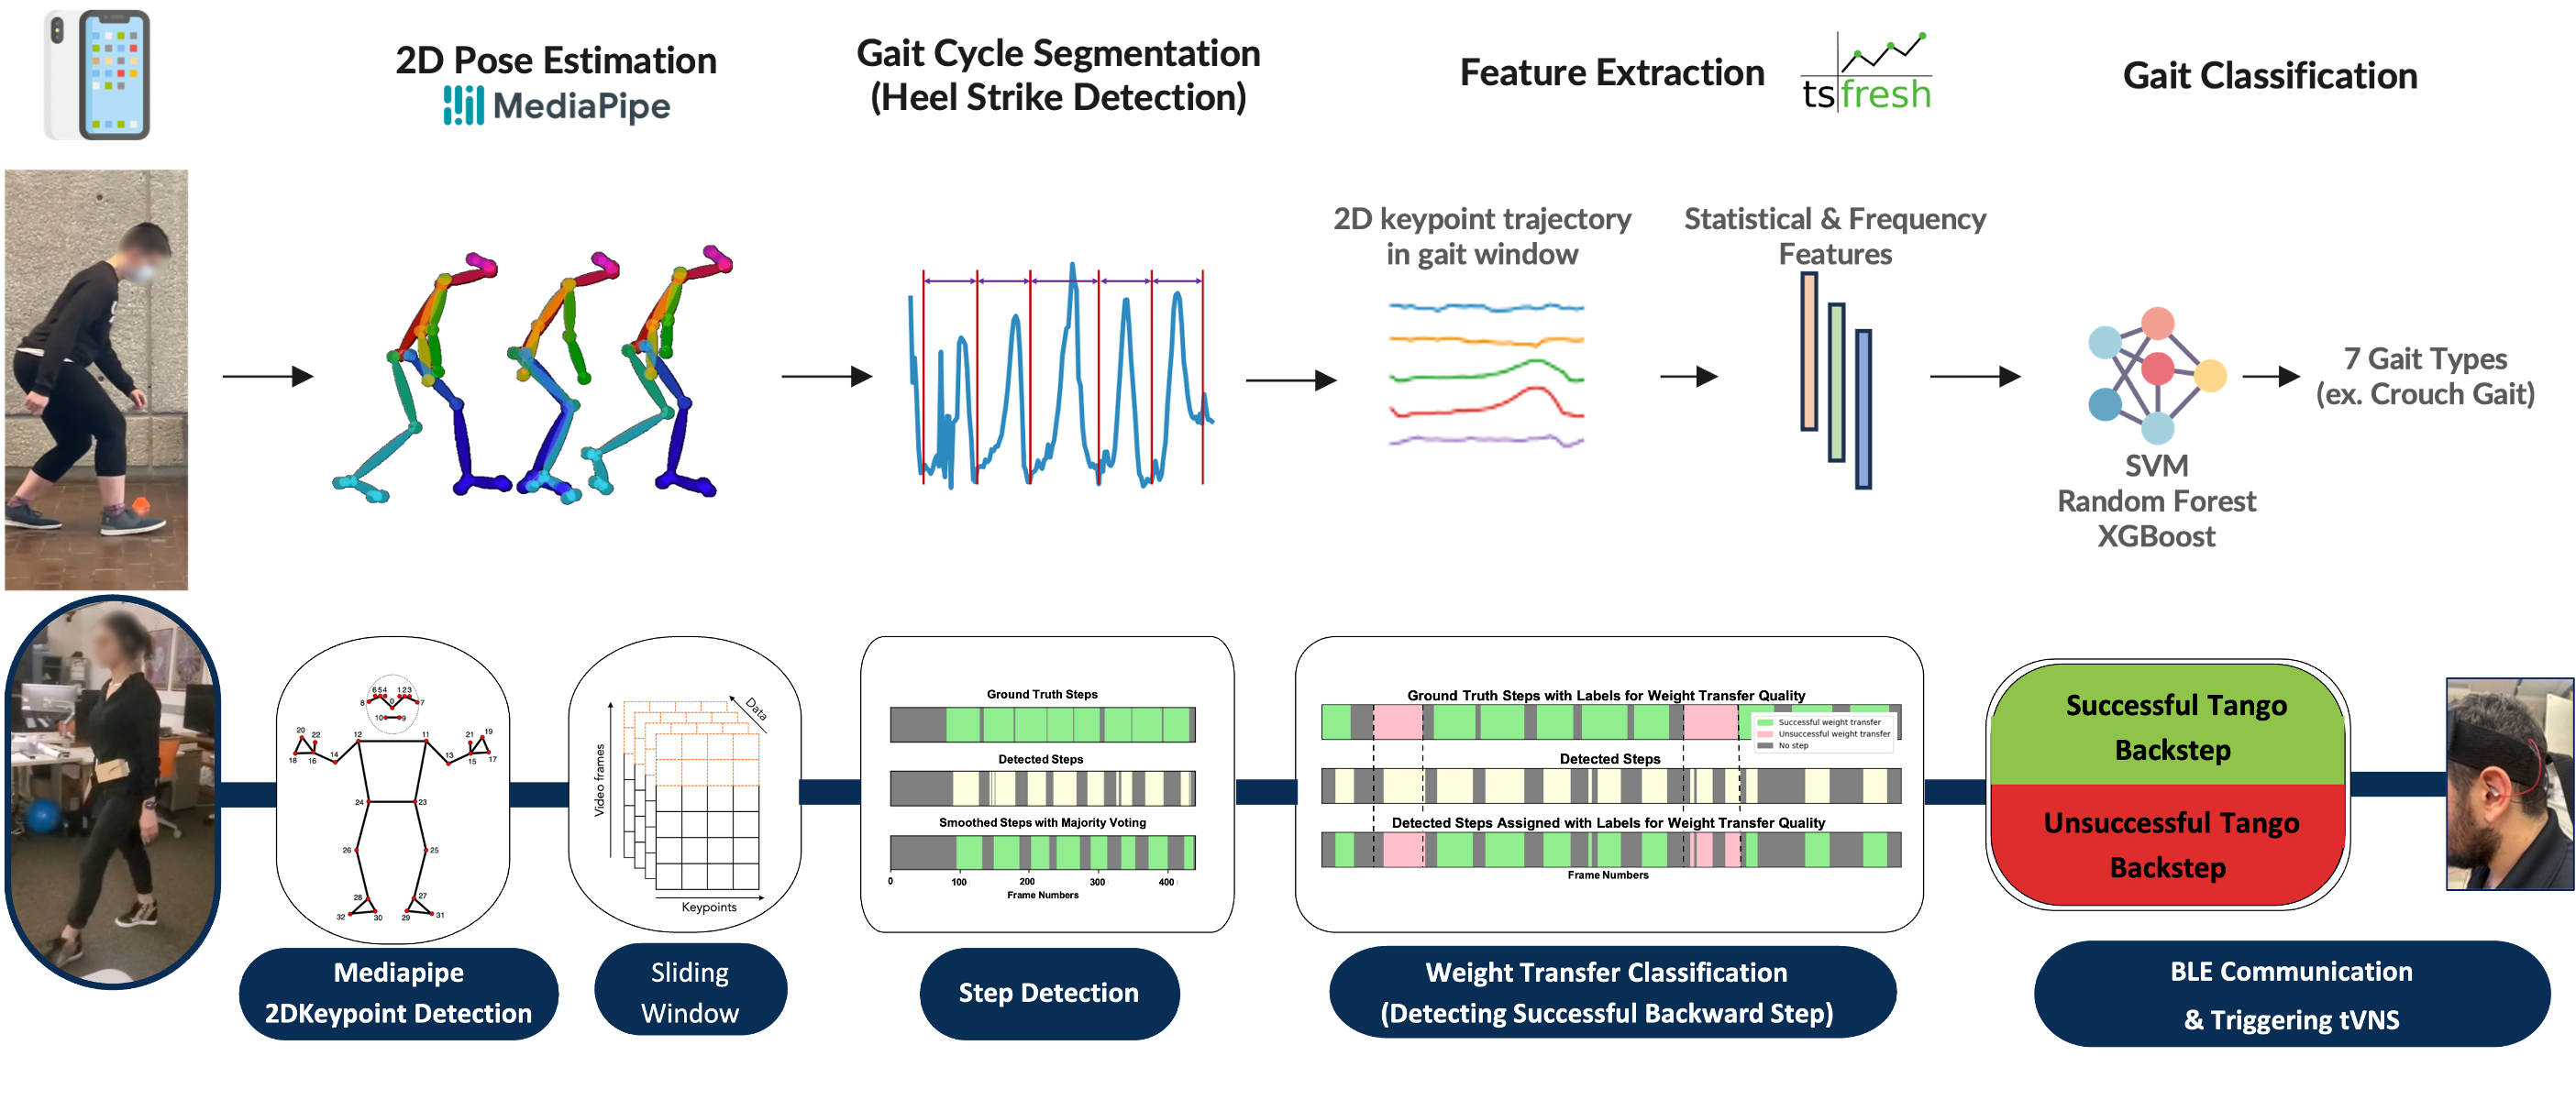 2D Pose Estimation
MediaPipe
Gait Cycle Segmentation
(Heel Strike Detection)
Feature Extraction
tsfresh
Gait Classification
2D keypoint trajectory
in gait window
Statistical & Frequency
Features
7 Gait Types
(ex. Crouch Gait)
SVM
Random Forest
XGBoost
6 5 4 1 2 3
8 0 7
10 9
20 22 12 11 21 19
18 16 14 13 15 17
24 23
26 25
28 27
32 30 29 31
Mediapipe
2DKeypoint Detection
Data
Video frames
Keypoints
Sliding
Window
Ground Truth Steps
Detected Steps
Smoothed Steps with Majority Voting
0 100 200 300 400
Frame Numbers
Step Detection
Ground Truth Steps with Labels for Weight Transfer Quality
Successful weight transfer
Unsuccessful weight transfer
No step
Detected Steps
Detected Steps Assigned with Labels for Weight Transfer Quality
Frame Numbers
Weight Transfer Classification
(Detecting Successful Backward Step)
Successful Tango
Backstep
Unsuccessful Tango
Backstep
BLE Communication
& Triggering tVNS